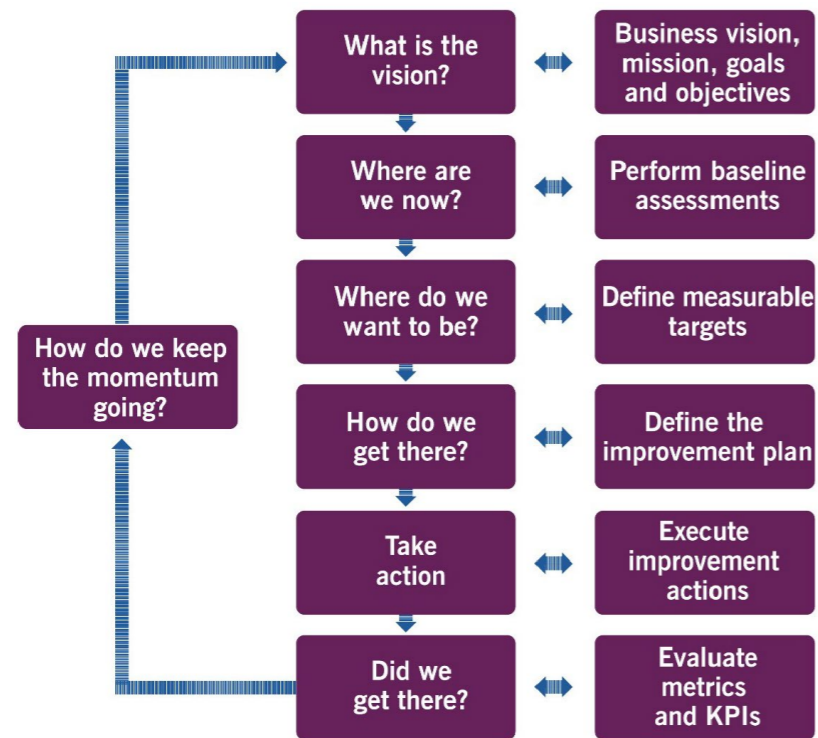 What is the
vision?
Business vision,
mission, goals
and objectives
Where are
we now?
Perform baseline
assessments
Where do we
want to be?
Define measurable
targets
How do we keep
the momentum
going?
How do we
get there?
Define the
improvement plan
Take
action
Execute
improvement
actions
Did we
get there?
Evaluate
metrics
and KPIs